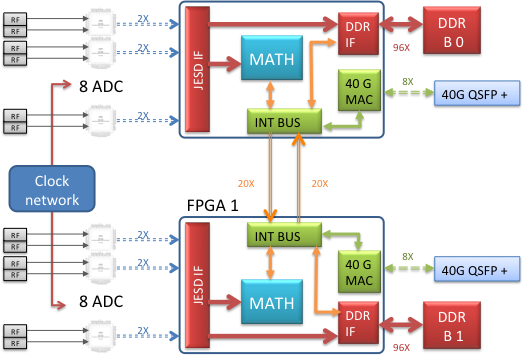 RF
RF
2X
RF
RF
2X
8 ADC
RF
RF
2X
JESD IF
MATH
DDR
IF
96X
DDR
B 0
40 G
MAC
8X
40G QSFP +
INT BUS
Clock
network
20X
20X
FPGA 1
RF
RF
2X
RF
RF
2X
8 ADC
RF
RF
2X
JESD IF
INT BUS
40 G
MAC
8X
40G QSFP +
MATH
DDR
IF
96X
DDR
B 1